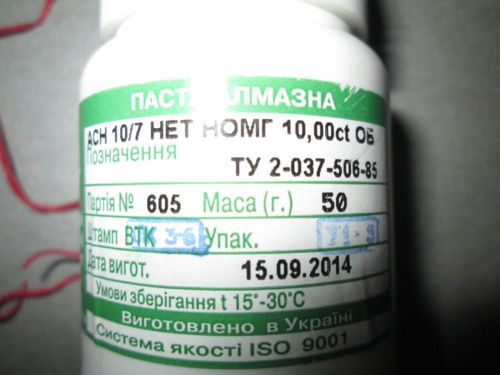 ПАСТА АЛМАЗНА
АСН 10/7 НЕТ НОМГ 10,00ct ОБ
Позначення ТУ 2-037-506-85
Партія № 605 Маса (г.) 50
Штамп ВТК 3-6 Упак.
Дата вигот. 15.09.2014
Умови зберігання t 15°-30°C
Виготовлено в Україні
Система якості ISO 9001